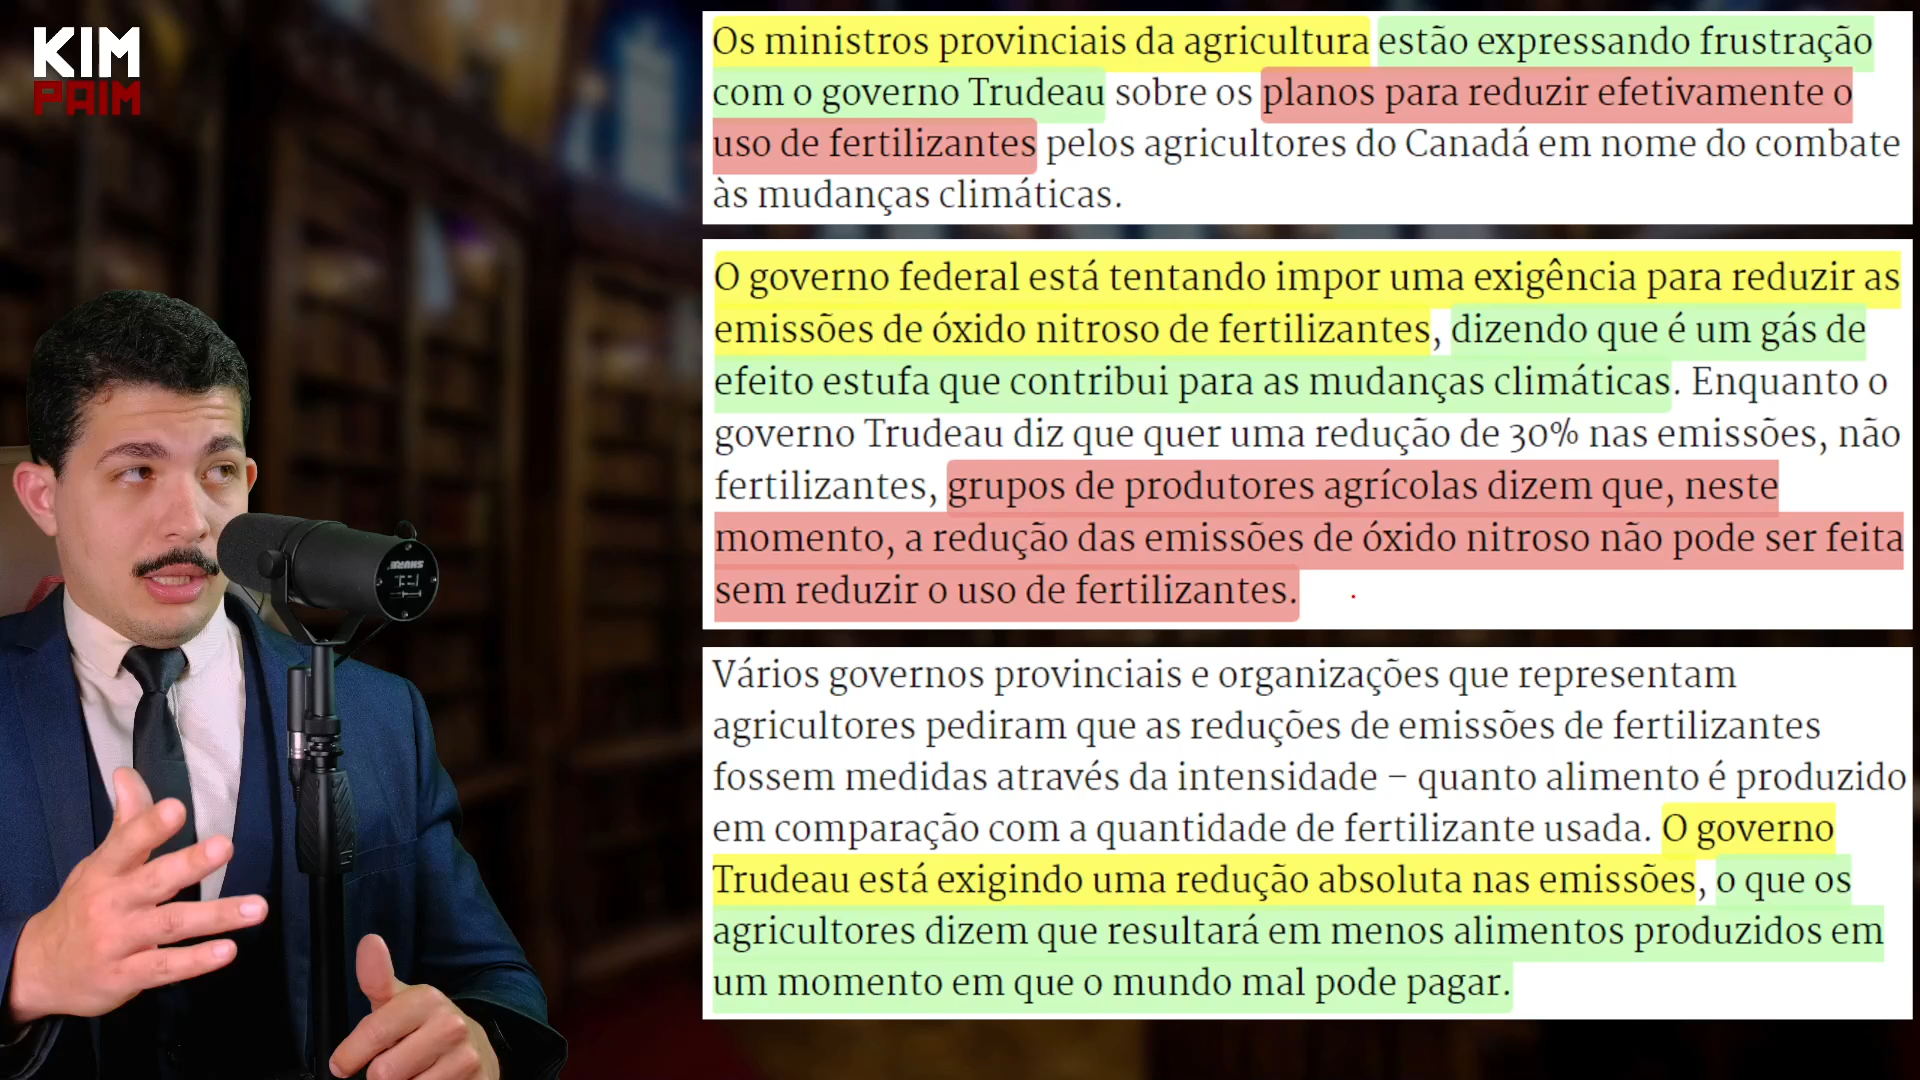 KIM
PAIM
Os ministros provinciais da agricultura estão expressando frustração
com o governo Trudeau sobre os planos para reduzir efetivamente o
uso de fertilizantes pelos agricultores do Canadá em nome do combate
às mudanças climáticas.
O governo federal está tentando impor uma exigência para reduzir as
emissões de óxido nitroso de fertilizantes, dizendo que é um gás de
efeito estufa que contribui para as mudanças climáticas. Enquanto o
governo Trudeau diz que quer uma redução de 30% nas emissões, não
fertilizantes, grupos de produtores agrícolas dizem que, neste
momento, a redução das emissões de óxido nitroso não pode ser feita
sem reduzir o uso de fertilizantes.
Vários governos provinciais e organizações que representam
agricultores pediram que as reduções de emissões de fertilizantes
fossem medidas através da intensidade – quanto alimento é produzido
em comparação com a quantidade de fertilizante usada. O governo
Trudeau está exigindo uma redução absoluta nas emissões, o que os
agricultores dizem que resultará em menos alimentos produzidos em
um momento em que o mundo mal pode pagar.
SHURE